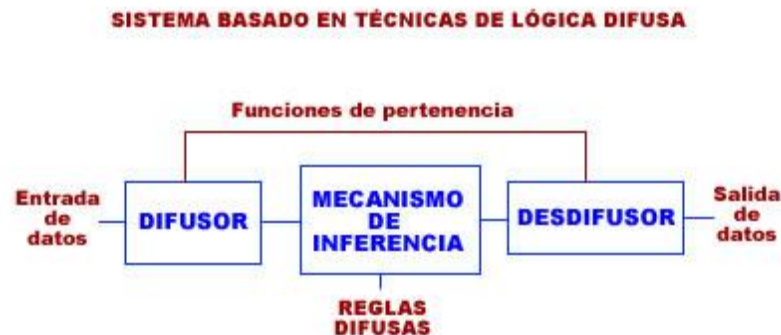 SISTEMA BASADO EN TÉCNICAS DE LÓGICA DIFUSA
Funciones de pertenencia
Entrada
de
datos
DIFUSOR
MECANISMO
DE
INFERENCIA
DESDIFUSOR
Salida
de
datos
REGLAS
DIFUSAS